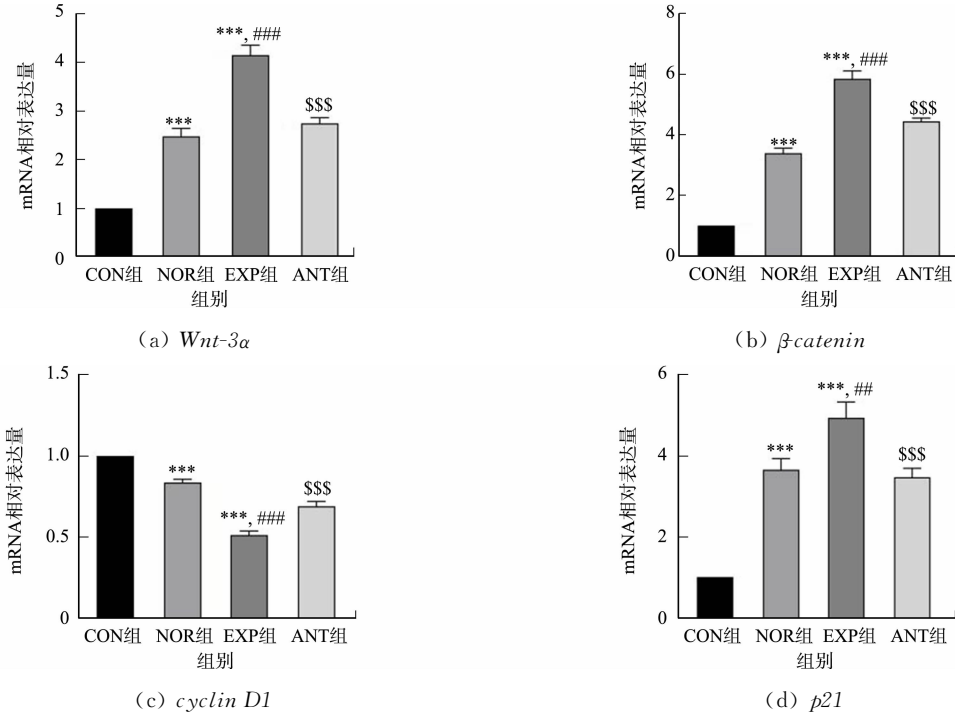 mRNA相对表达量
5
4
3
2
1
0
***
***, ###
$$$
CON组 NOR组 EXP组 ANT组
组别
(a) Wnt-3α
mRNA相对表达量
8
6
4
2
0
***
***, ###
$$$
CON组 NOR组 EXP组 ANT组
组别
(b) β-catenin
mRNA相对表达量
1.5
1.0
0.5
0
***
***, ###
$$$
CON组 NOR组 EXP组 ANT组
组别
(c) cyclin D1
mRNA相对表达量
6
4
2
0
***
***, ##
$$$
CON组 NOR组 EXP组 ANT组
组别
(d) p21